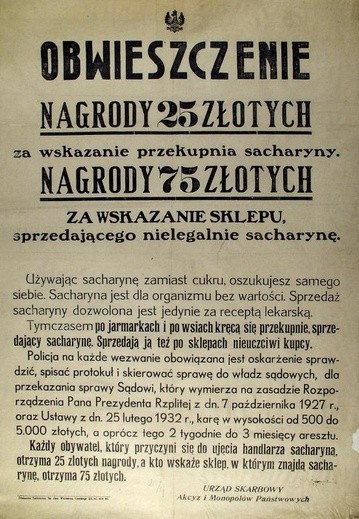 OBWIESZCZENIE
NAGRODY 25 ZŁOTYCH
za wskazanie przekupnia sacharyny.
NAGRODY 75 ZŁOTYCH
ZA WSKAZANIE SKLEPU,
sprzedającego nielegalnie sacharynę.
Używając sacharynę zamiast cukru, oszukujesz samego
siebie. Sacharyna jest dla organizmu bez wartości. Sprzedaż
sacharyny dozwolona jest jedynie za receptą lekarską.
Tymczasem po jarmarkach i po wsiach kręcą się przekupnie, sprze-
dający sacharynę. Sprzedają ją też po sklepach nieuczciwi kupcy.
Policja na każde wezwanie obowiązana jest oskarżenie spraw-
dzić, spisać protokuł i skierować sprawę do władz sądowych, dla
przekazania sprawy Sądowi, który wymierza na zasadzie Rozpo-
rządzenia Pana Prezydenta Rzplitej z dn. 7 października 1927 r.,
oraz Ustawy z dn. 25 lutego 1932 r., karę w wysokości od 500 do
5.000 złotych, a oprócz tego 2 tygodnie do 3 miesięcy aresztu.
Każdy obywatel, który przyczyni się do ujęcia handlarza sacharyną,
otrzyma 25 złotych nagrody, a kto wskaże sklep, w którym znajdą sacha-
rynę, otrzyma 75 złotych.
URZĄD SKARBOWY
Akcyz i Monopolów Państwowych